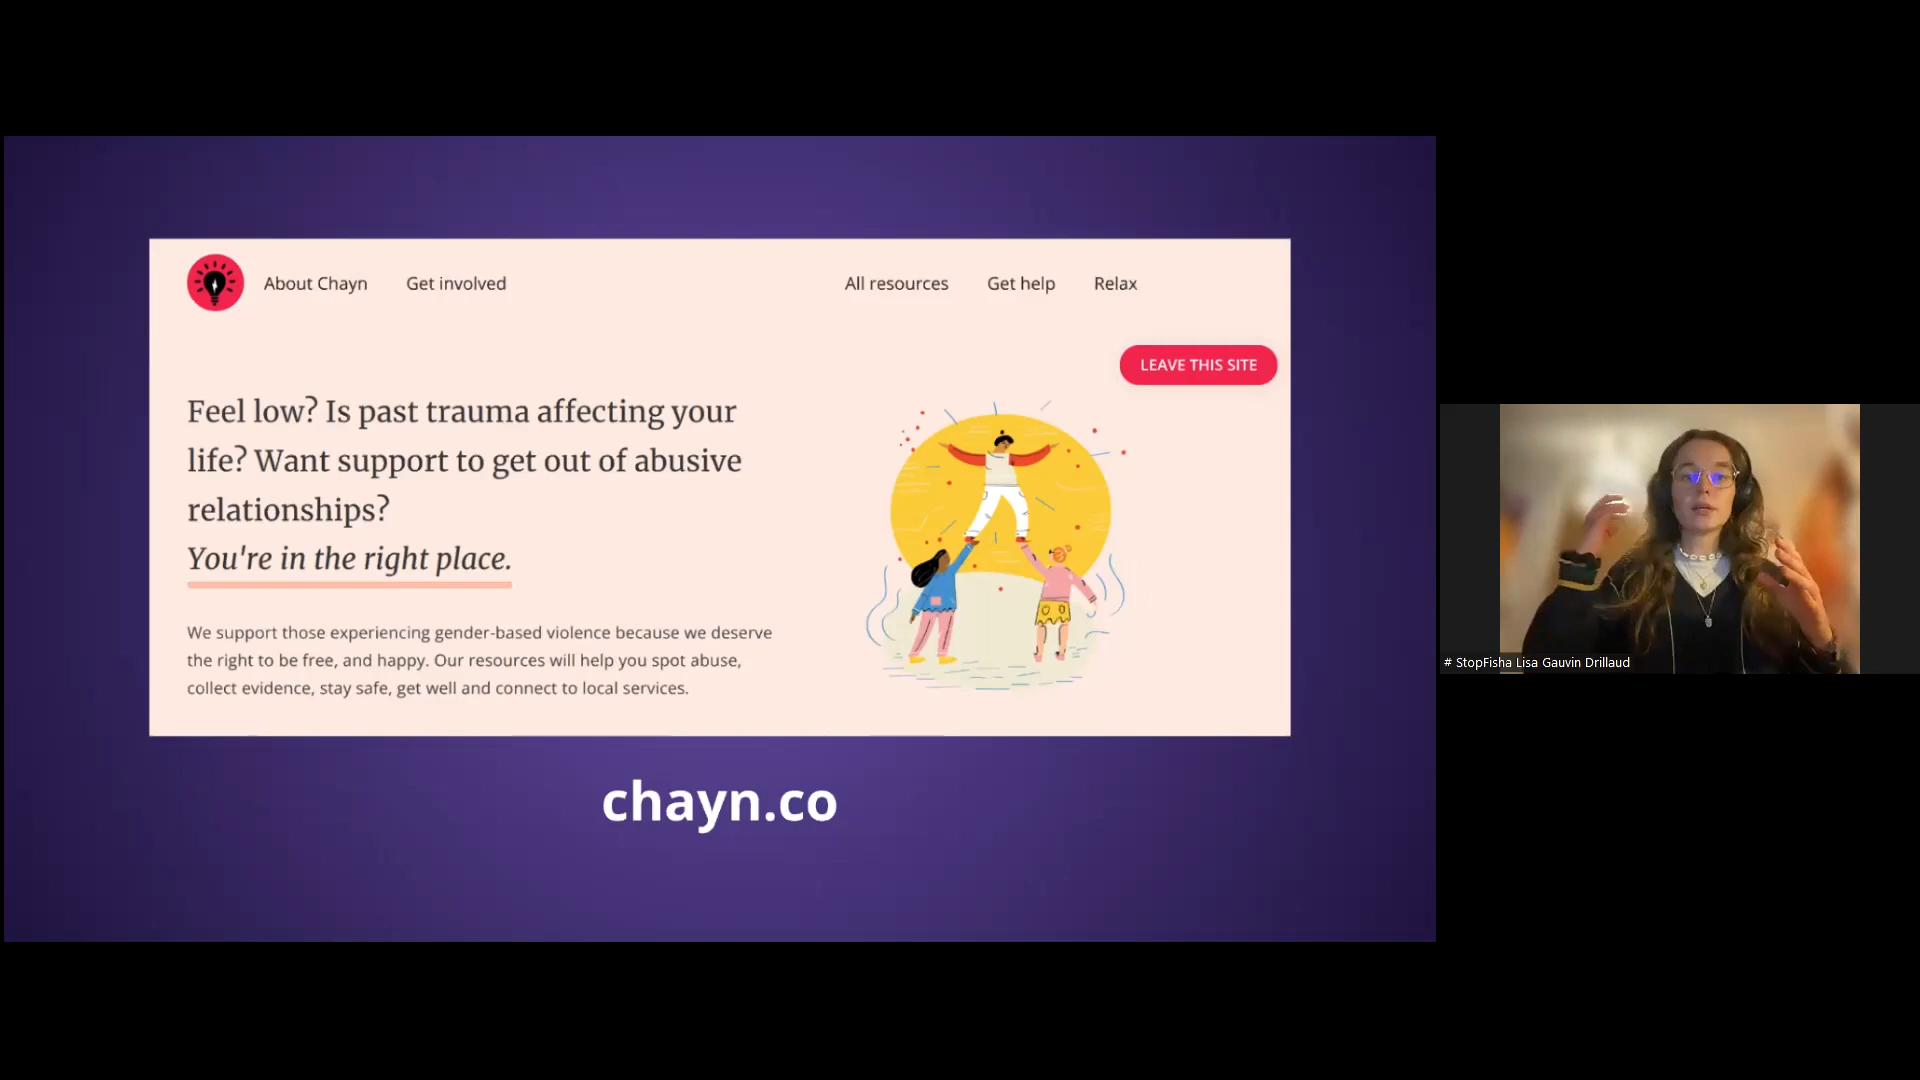 About Chayn Get involved All resources Get help Relax
LEAVE THIS SITE
Feel low? Is past trauma affecting your
life? Want support to get out of abusive
relationships?
You're in the right place.
We support those experiencing gender-based violence because we deserve
the right to be free, and happy. Our resources will help you spot abuse,
collect evidence, stay safe, get well and connect to local services.
chayn.co
# StopFisha Lisa Gauvin Drillaud